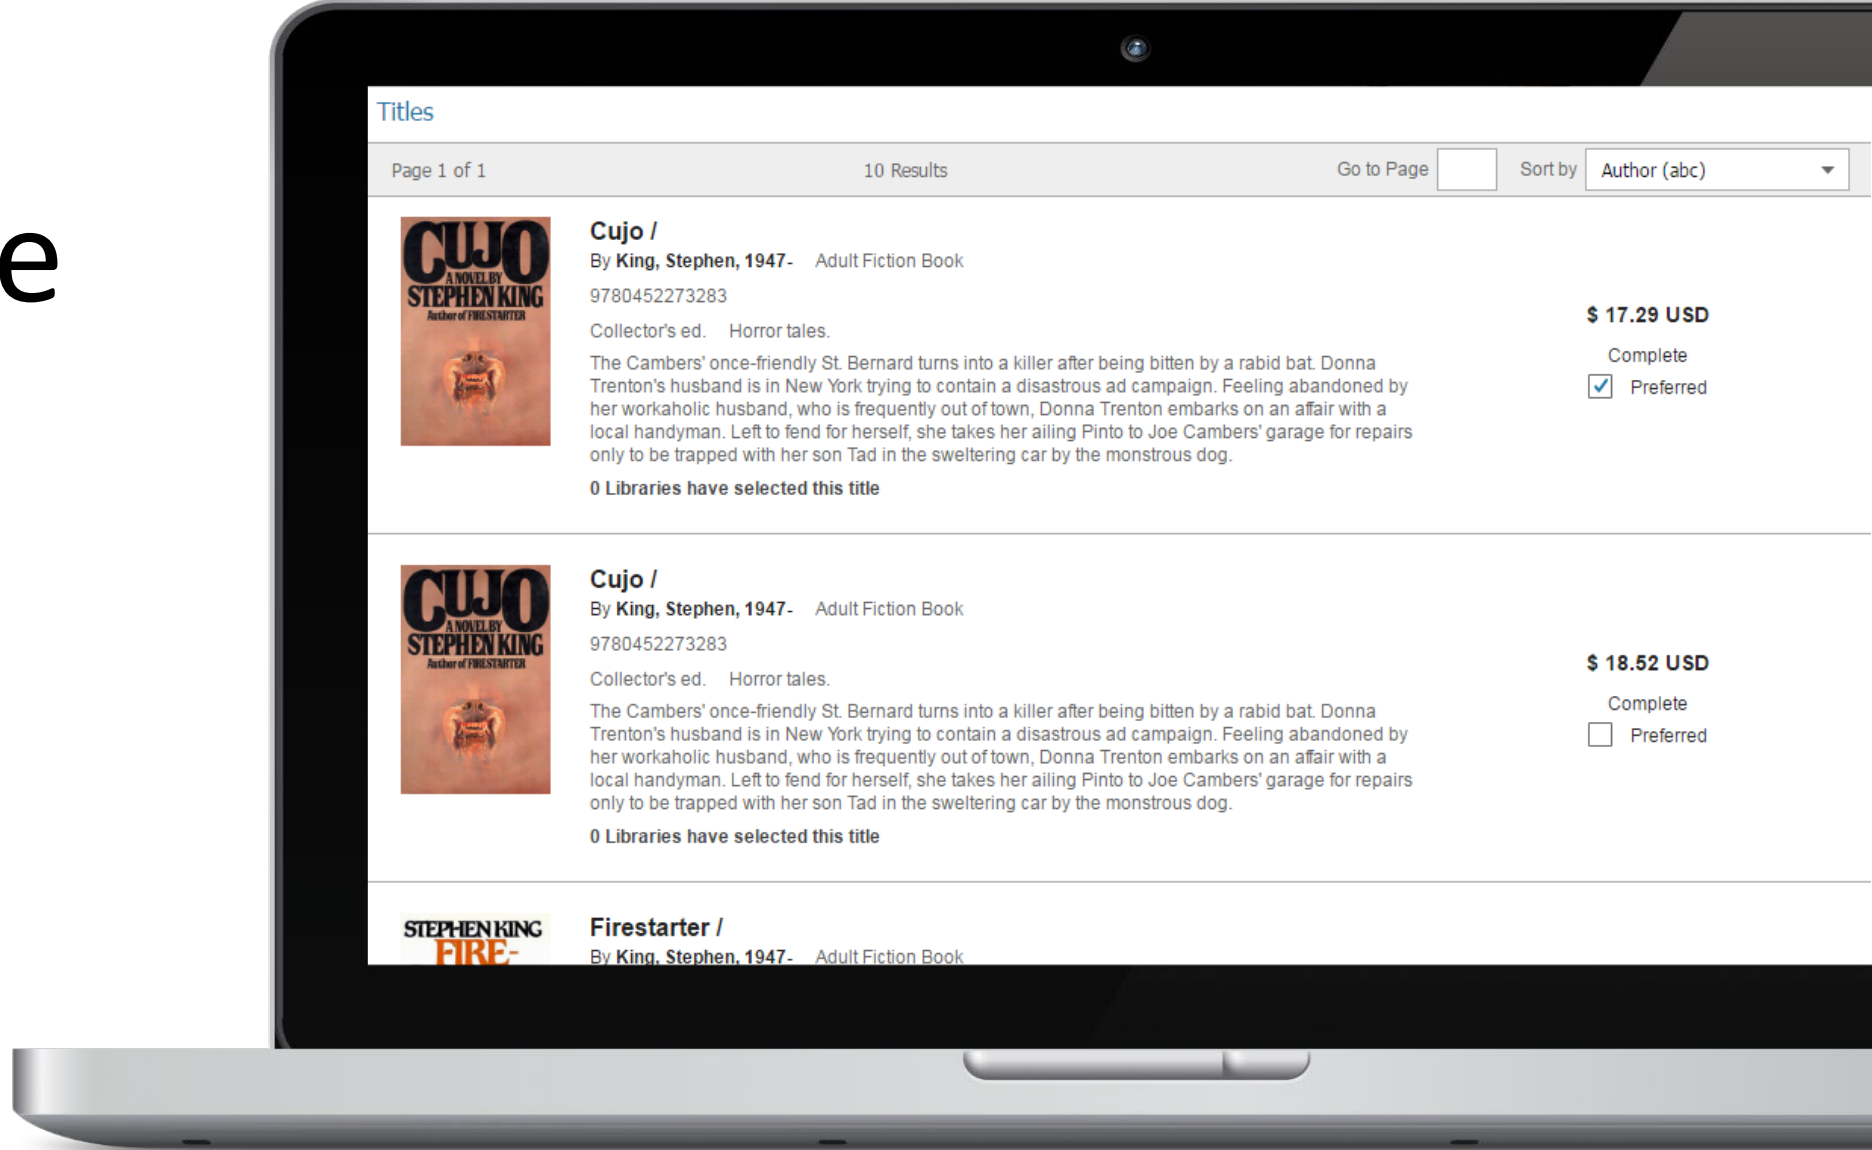 e
Titles
Page 1 of 1 10 Results Go to Page Sort by Author (abc)
CUJO
A NOVEL BY
STEPHEN KING
Author of FIRESTARTER
Cujo /
By King, Stephen, 1947- Adult Fiction Book
9780452273283
Collector's ed. Horror tales.
The Cambers' once-friendly St. Bernard turns into a killer after being bitten by a rabid bat. Donna
Trenton's husband is in New York trying to contain a disastrous ad campaign. Feeling abandoned by
her workaholic husband, who is frequently out of town, Donna Trenton embarks on an affair with a
local handyman. Left to fend for herself, she takes her ailing Pinto to Joe Cambers' garage for repairs
only to be trapped with her son Tad in the sweltering car by the monstrous dog.
0 Libraries have selected this title
$ 17.29 USD
Complete
Preferred
CUJO
A NOVEL BY
STEPHEN KING
Author of FIRESTARTER
Cujo /
By King, Stephen, 1947- Adult Fiction Book
9780452273283
Collector's ed. Horror tales.
The Cambers' once-friendly St. Bernard turns into a killer after being bitten by a rabid bat. Donna
Trenton's husband is in New York trying to contain a disastrous ad campaign. Feeling abandoned by
her workaholic husband, who is frequently out of town, Donna Trenton embarks on an affair with a
local handyman. Left to fend for herself, she takes her ailing Pinto to Joe Cambers' garage for repairs
only to be trapped with her son Tad in the sweltering car by the monstrous dog.
0 Libraries have selected this title
$ 18.52 USD
Complete
Preferred
STEPHEN KING
FIRE-
Firestarter /
By King, Stephen, 1947- Adult Fiction Book